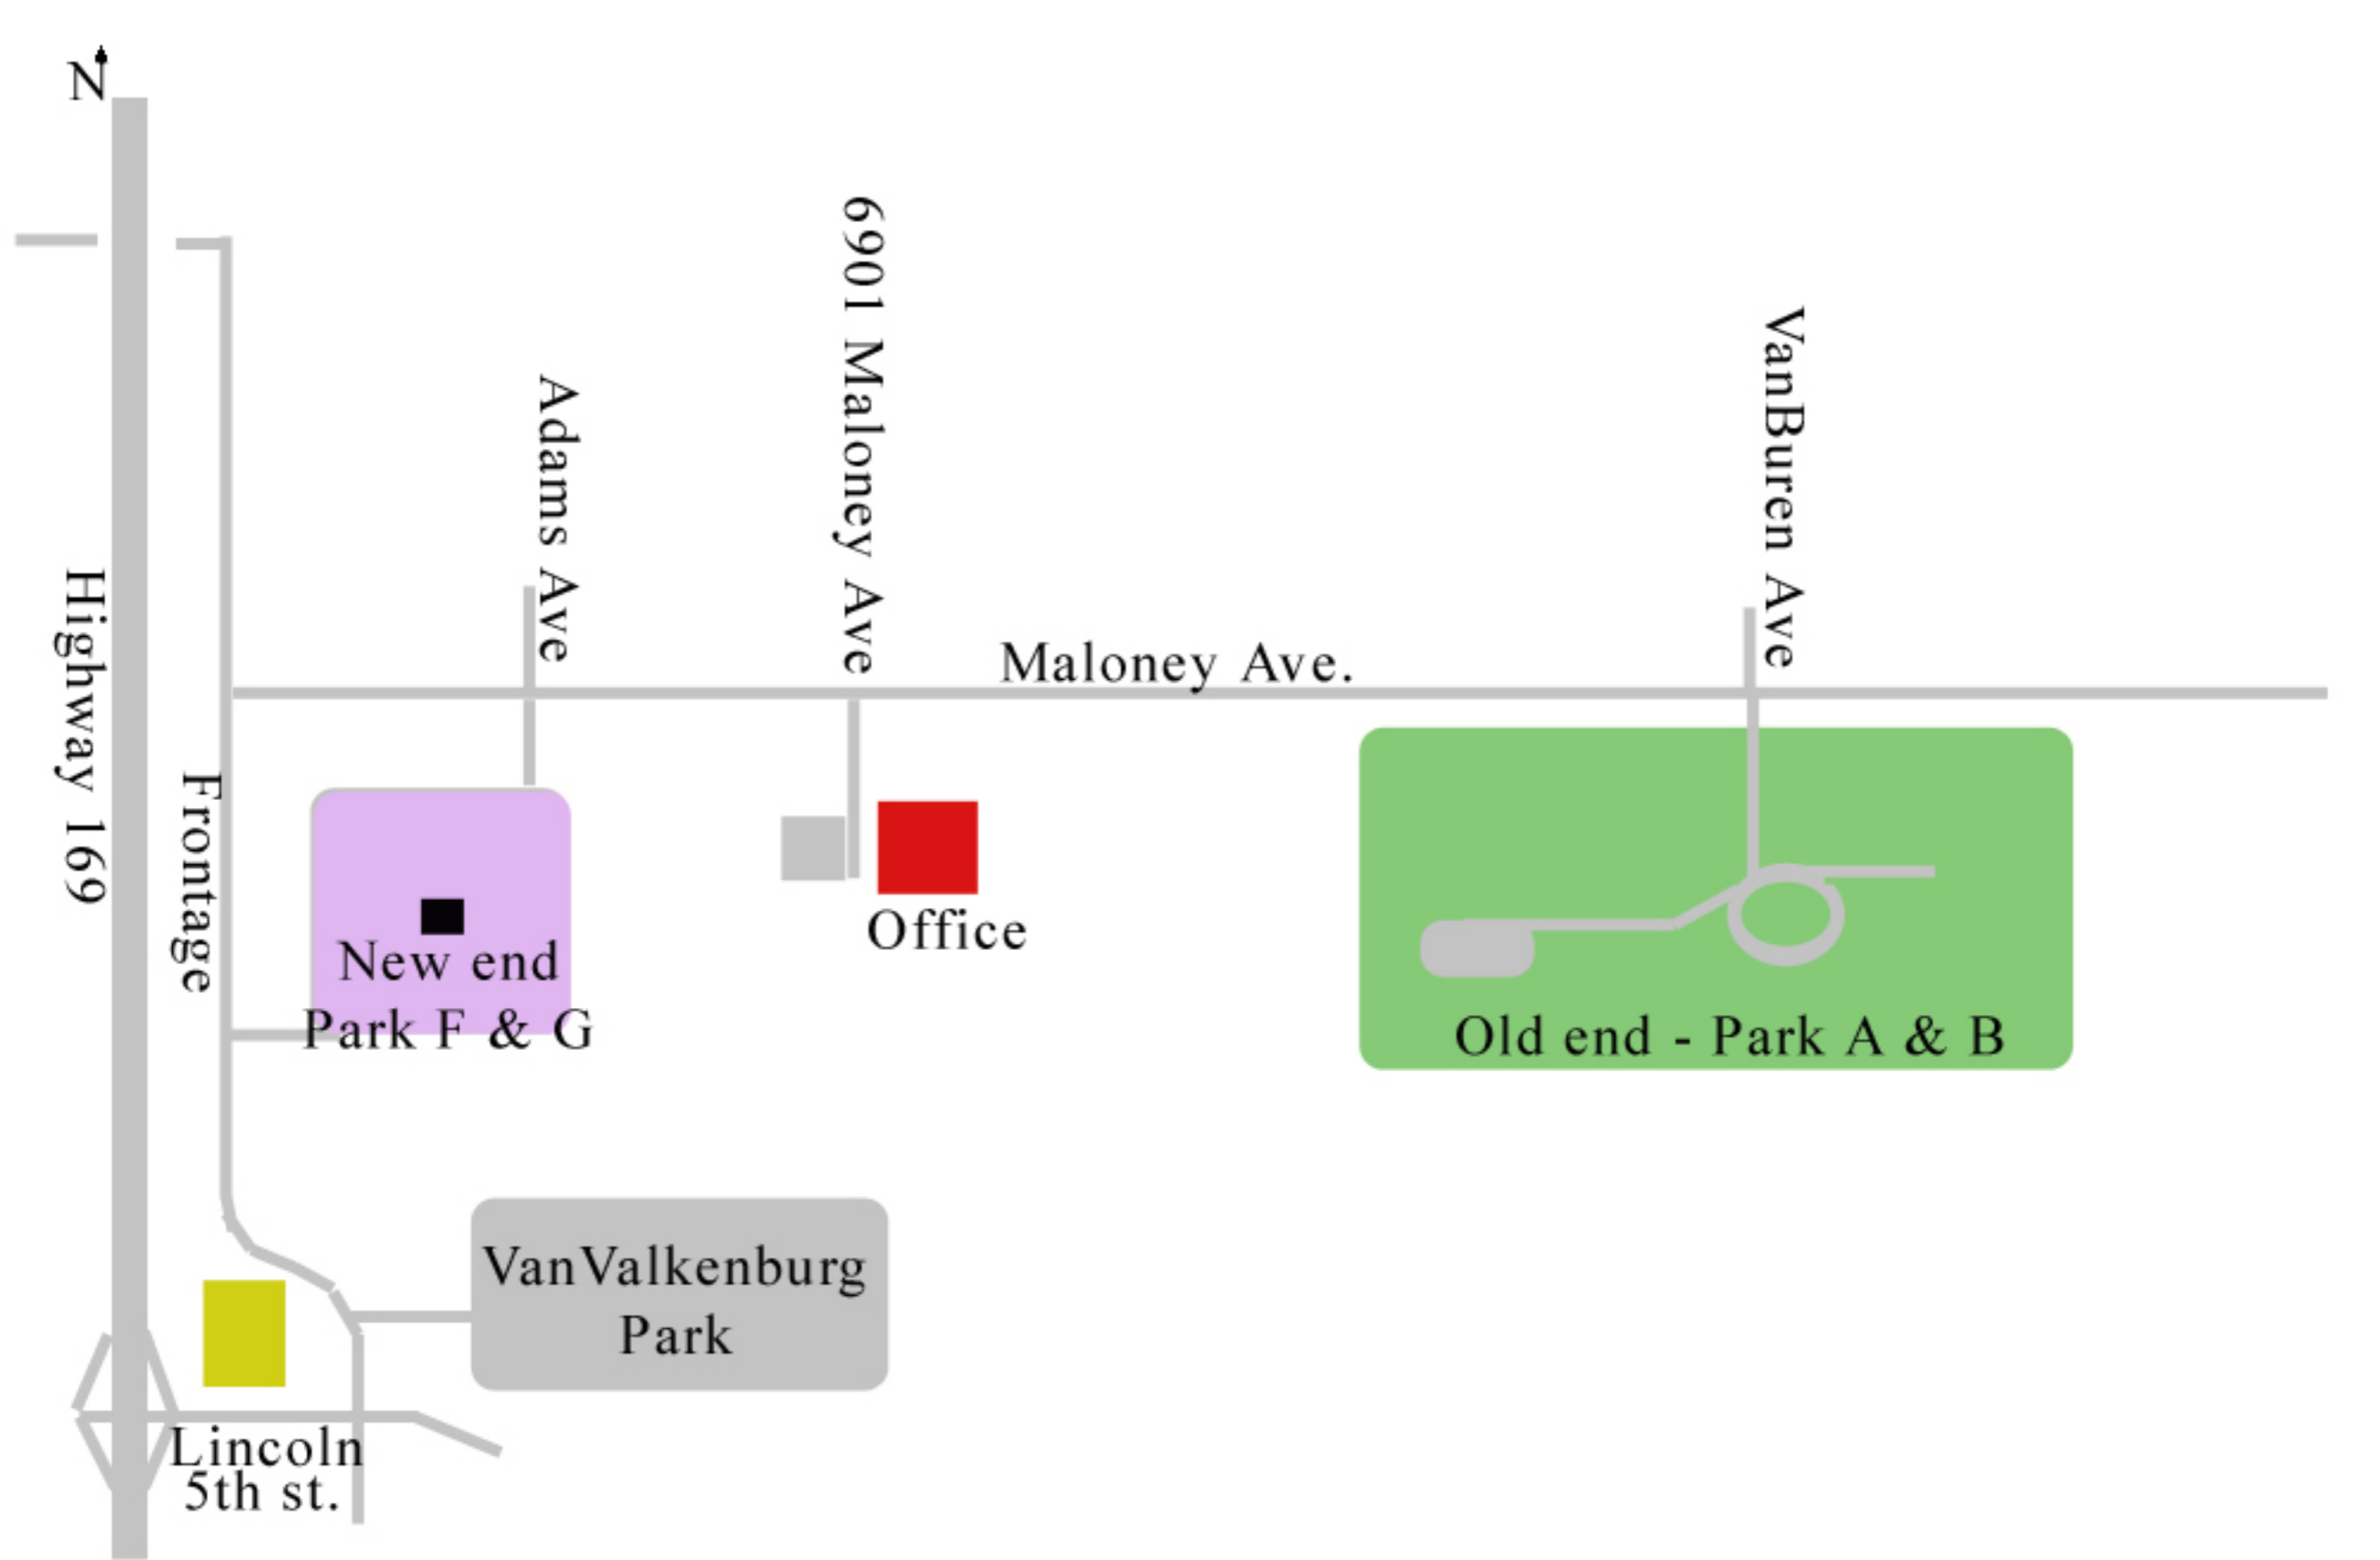 N
6901 Maloney Ave
VanBuren Ave
Adams Ave
Highway 169
Maloney Ave.
Frontage
Office
New end
Park F & G
Old end - Park A & B
VanValkenburg
Park
Lincoln
5th st.